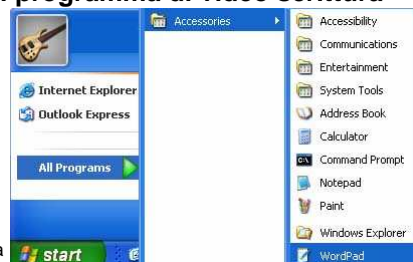 programma di video scrittura
Accessories
Accessibility
Communications
Entertainment
System Tools
Address Book
Calculator
Command Prompt
Notepad
Paint
Windows Explorer
WordPad
Internet Explorer
Outlook Express
All Programs
start
a